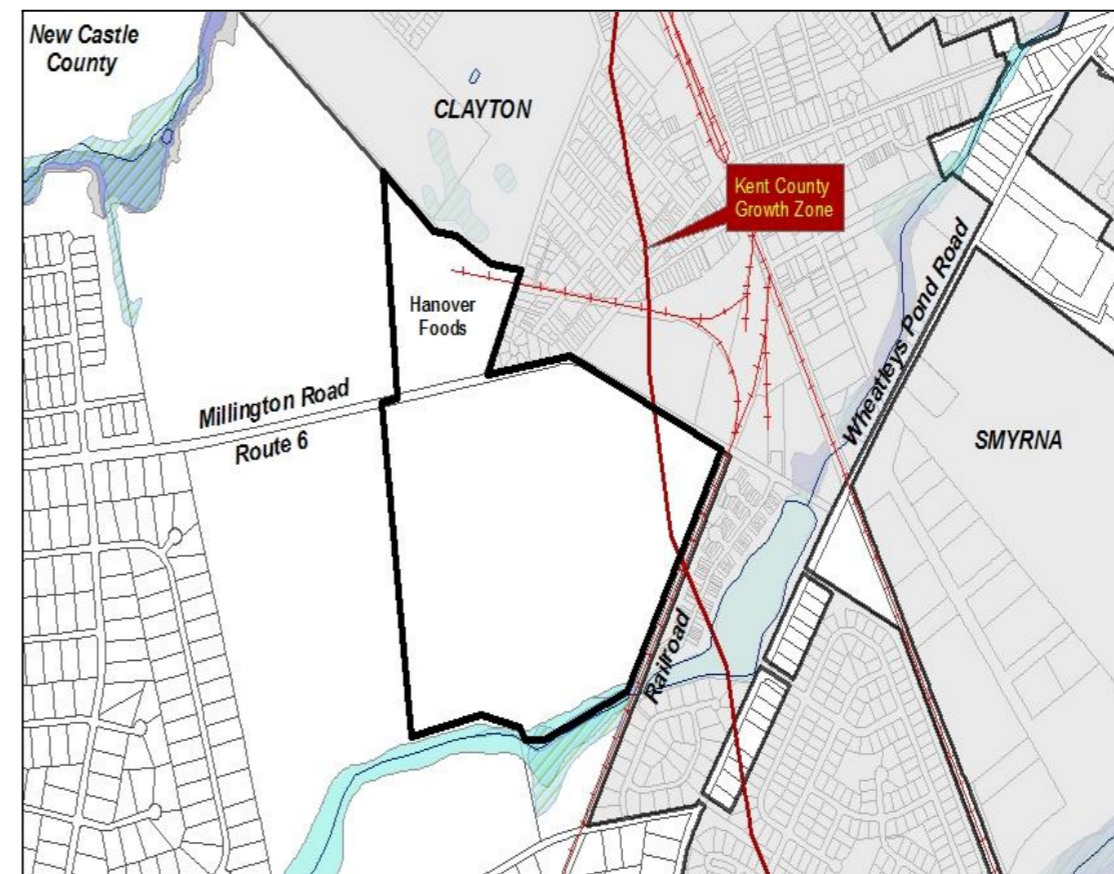 New Castle
County
CLAYTON
Kent County
Growth Zone
Hanover
Foods
Wheatleys Pond Road
Millington Road
Route 6
SMYRNA
Railroad